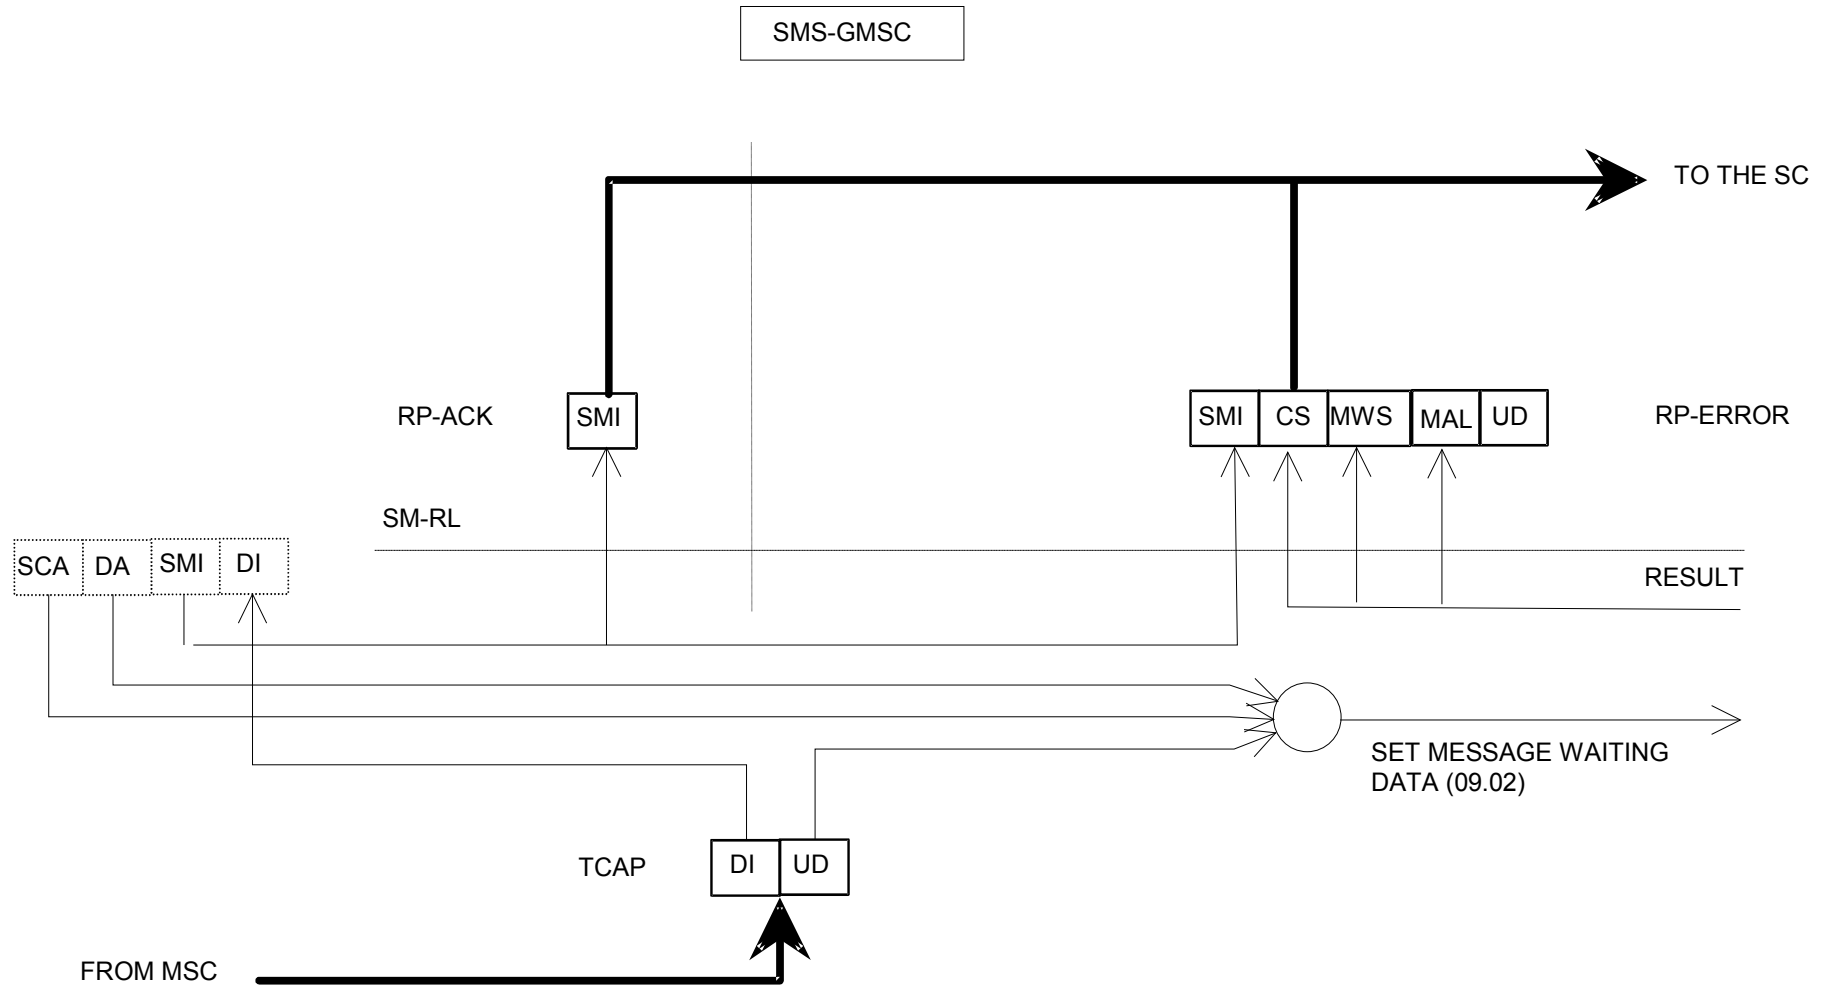 SMS-GMSC
TO THE SC
RP-ACK
SMI
SMI CS MWS MAL UD
RP-ERROR
SM-RL
SCA DA SMI DI
RESULT
SET MESSAGE WAITING
DATA (09.02)
TCAP
DI UD
FROM MSC